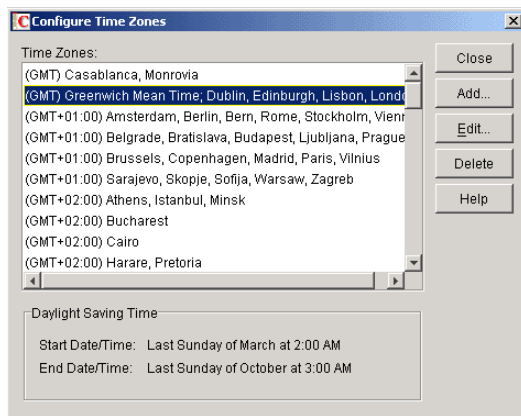 Configure Time Zones
Time Zones:
(GMT) Casablanca, Monrovia
(GMT) Greenwich Mean Time; Dublin, Edinburgh, Lisbon, Londo
(GMT+01:00) Amsterdam, Berlin, Bern, Rome, Stockholm, Vien
(GMT+01:00) Belgrade, Bratislava, Budapest, Ljubljana, Prague
(GMT+01:00) Brussels, Copenhagen, Madrid, Paris, Vilnius
(GMT+01:00) Sarajevo, Skopje, Sofija, Warsaw, Zagreb
(GMT+02:00) Athens, Istanbul, Minsk
(GMT+02:00) Bucharest
(GMT+02:00) Cairo
(GMT+02:00) Harare, Pretoria
Close
Add...
Edit...
Delete
Help
Daylight Saving Time
Start Date/Time: Last Sunday of March at 2:00 AM
End Date/Time: Last Sunday of October at 3:00 AM